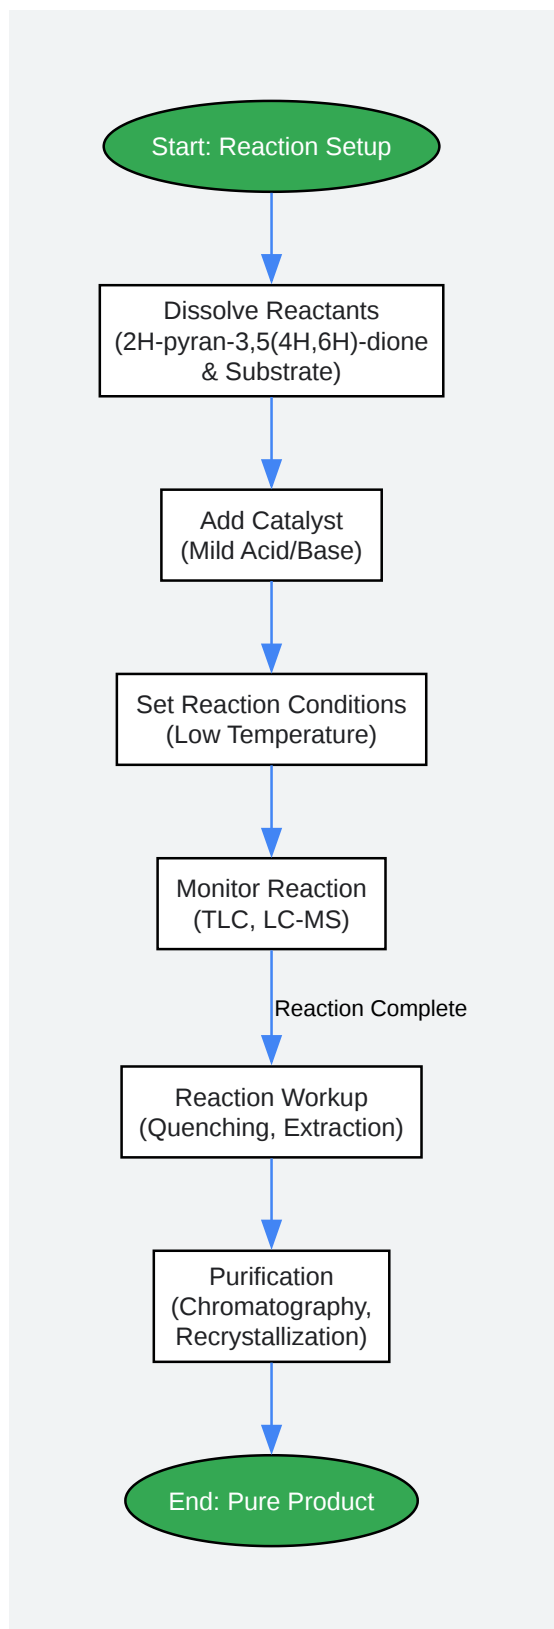 Start: Reaction Setup
Dissolve Reactants
(2H-pyran-3,5(4H,6H)-dione
& Substrate)
Add Catalyst
(Mild Acid/Base)
Set Reaction Conditions
(Low Temperature)
Monitor Reaction
(TLC, LC-MS)
Reaction Complete
Reaction Workup
(Quenching, Extraction)
Purification
(Chromatography,
Recrystallization)
End: Pure Product